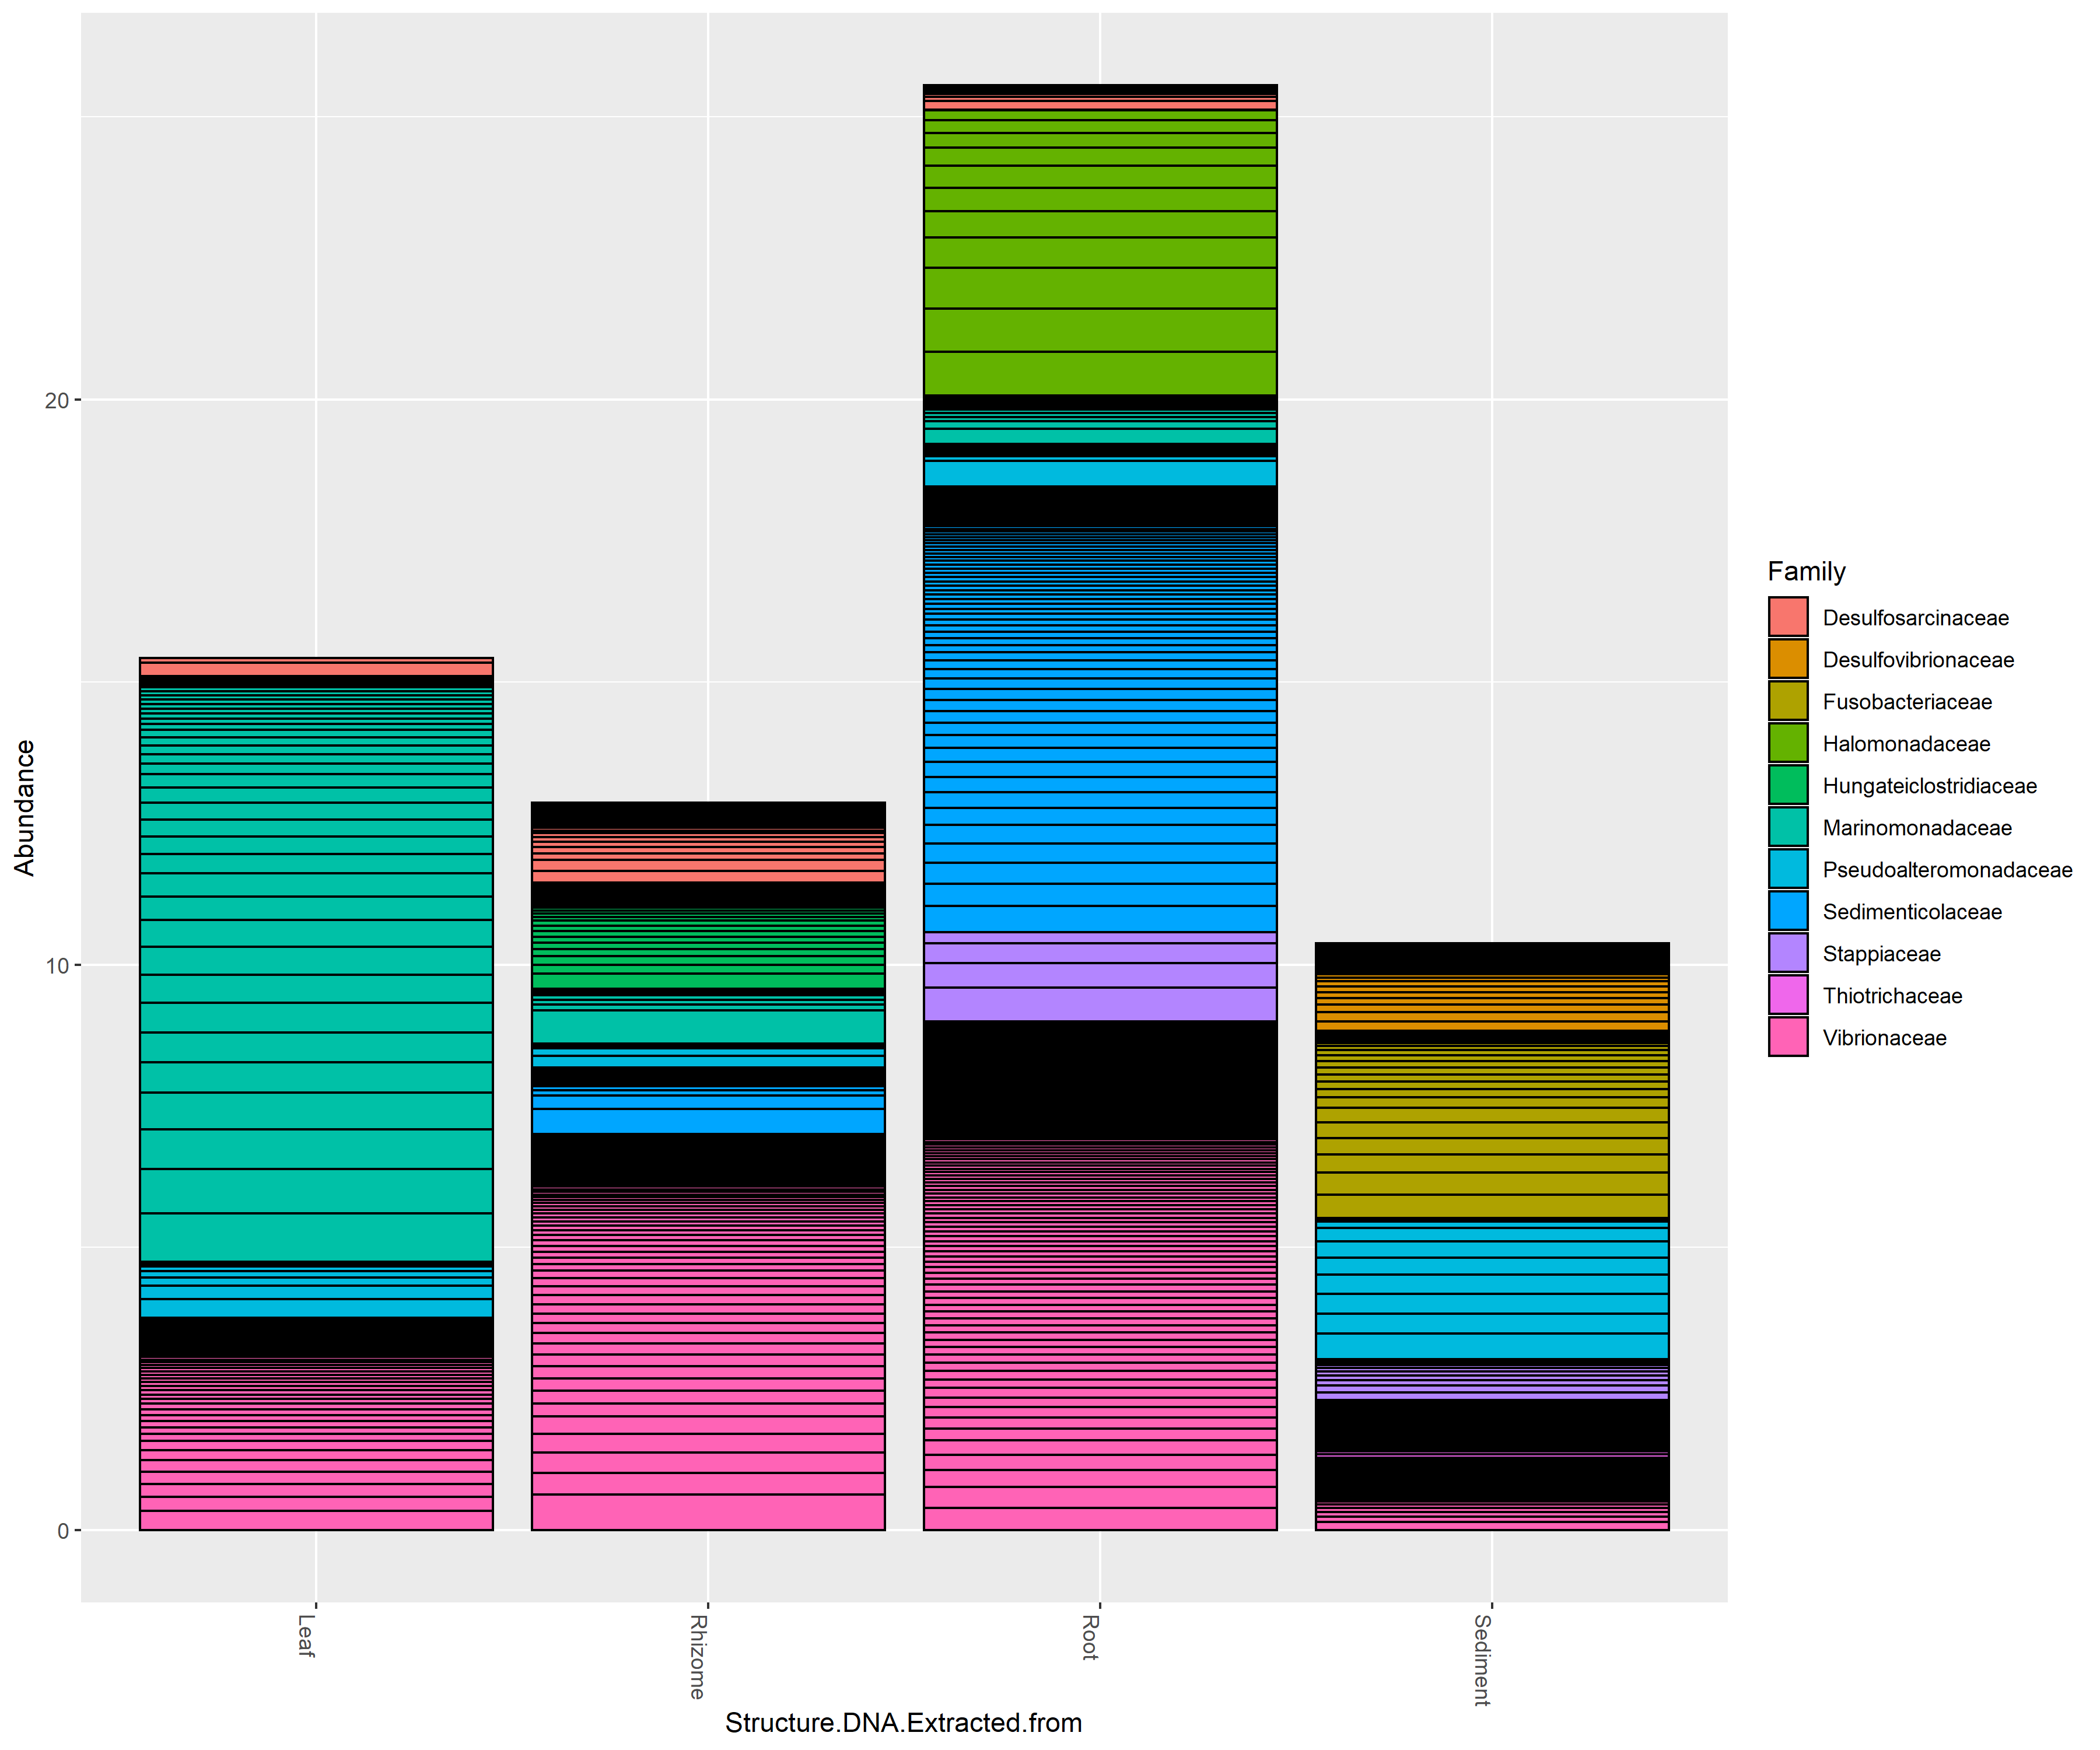 Abundance
20
10
0
Leaf
Rhizome
Root
Sediment
Structure.DNA.Extracted.from
Family
Desulfosarcinaceae
Desulfovibrionaceae
Fusobacteriaceae
Halomonadaceae
Hungateiclostridiaceae
Marinomonadaceae
Pseudoalteromonadaceae
Sedimenticolaceae
Stappiaceae
Thiotrichaceae
Vibrionaceae